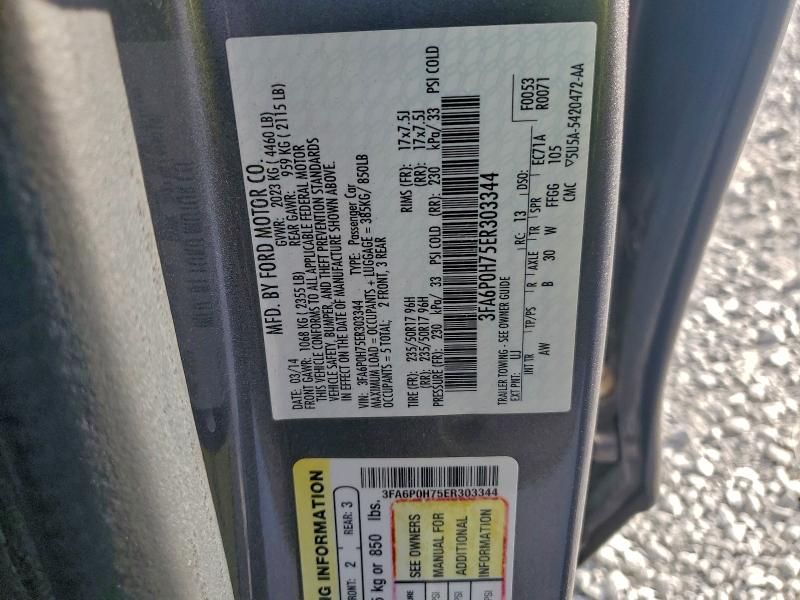 MFD. BY FORD MOTOR CO.
DATE: 03/14 GVWR: 2023 KG ( 4460 LB)
FRONT GAWR: 1068 KG ( 2355 LB) REAR GAWR: 959 KG ( 2115 LB)
THIS VEHICLE CONFORMS TO ALL APPLICABLE FEDERAL MOTOR
VEHICLE SAFETY, BUMPER, AND THEFT PREVENTION STANDARDS
IN EFFECT ON THE DATE OF MANUFACTURE SHOWN ABOVE.
VIN: 3FA6P0H75ER303344 TYPE: Passenger Car
MAXIMUM LOAD = OCCUPANTS + LUGGAGE = 385KG/ 850LB
OCCUPANTS = 5 TOTAL; 2 FRONT, 3 REAR
TIRE (FR): 235/50R17 96H RIMS (FR): 17x7.5J
(RR): 235/50R17 96H (RR): 17x7.5J
PRESSURE (FR): 230 kPa/ 33 PSI COLD (RR): 230 kPa/ 33 PSI COLD
3FA6P0H75ER303344
TRAILER TOWING - SEE OWNER GUIDE
F0053
R0071
EXT PNT: UJ RC: 13 DSO:
INT TR TP/PS R AXLE TR SPR EC71A
AW B 30 W FFGG 105
CMC ▽5U5A-5420472-AA
NG INFORMATION
FRONT: 2 REAR: 3
5 kg or 850 lbs.
3FA6P0H75ER303344
SEE OWNERS
MANUAL FOR
ADDITIONAL
INFORMATION